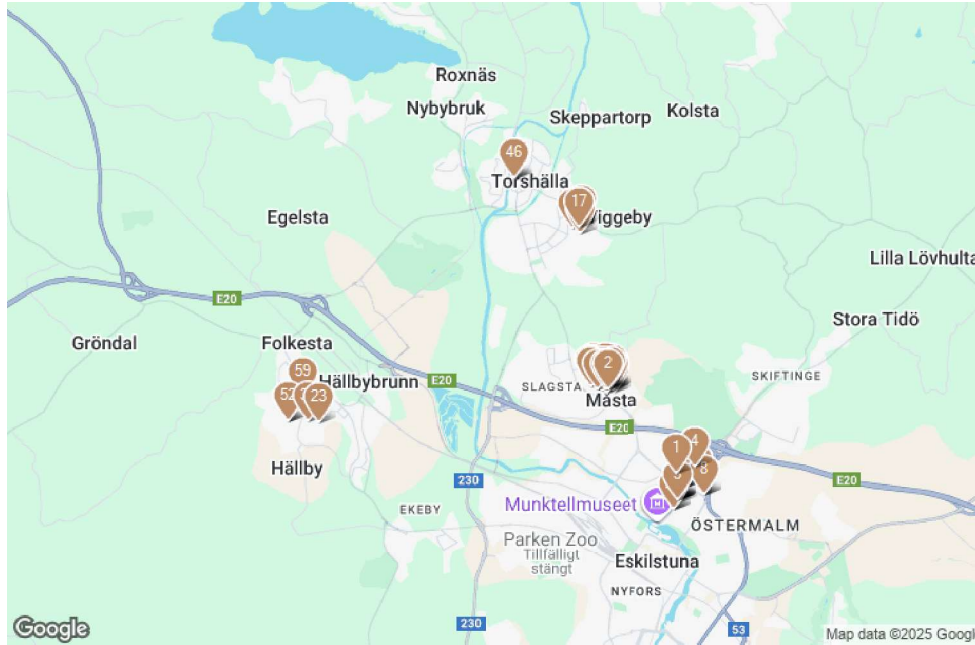 Roxnäs
Nybybruk
Kolsta
Skeppartorp
46
Torshälla
17
Viggeby
Egelsta
Lilla Lövhulta
E20
Stora Tidö
Gröndal
Folkesta
59
Hällbybrunn
E20
SLAGSTA
2
SKIFTINGE
52
23
Måsta
E20
1
4
Hällby
8
E20
230
Munktellmuseet
EKEBY
ÖSTERMALM
Parken Zoo
Tillfälligt
stängt
Eskilstuna
NYFORS
230
53
Google
Map data ©2025 Google